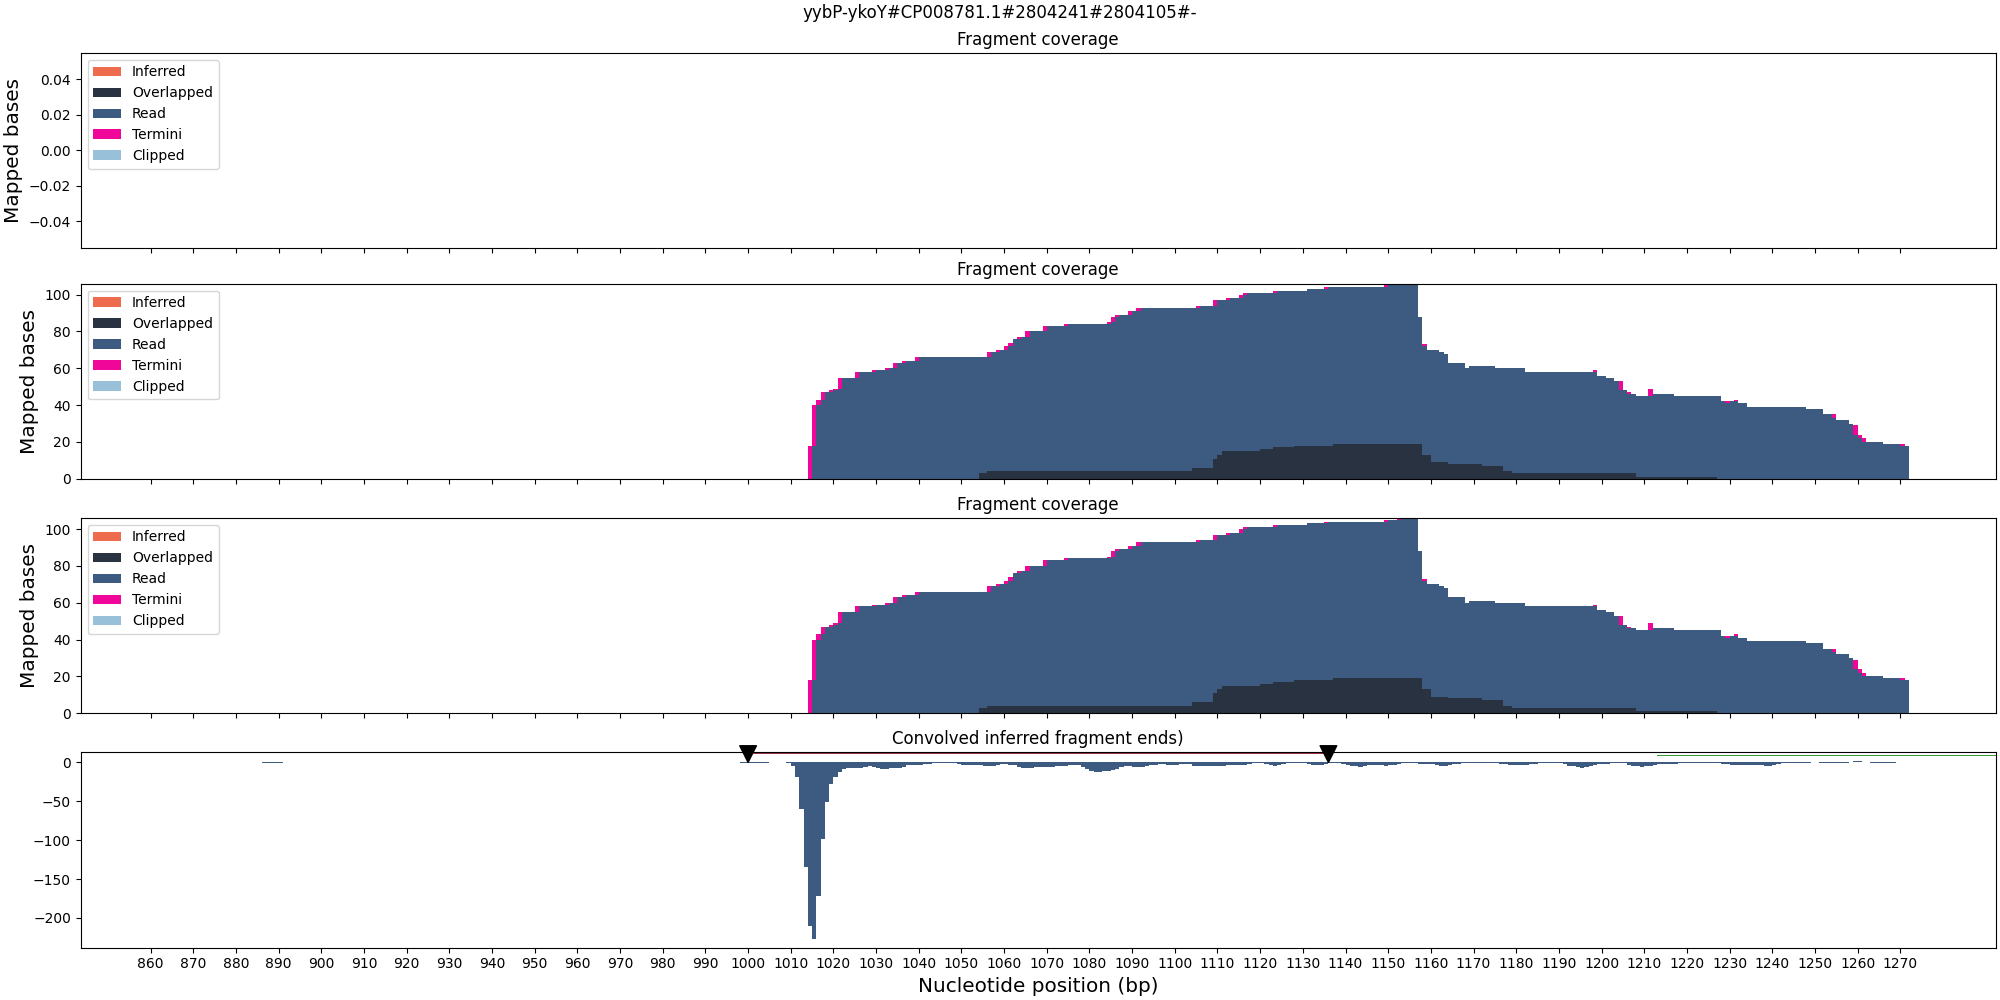 yybP-ykoY#CP008781.1#2804241#2804105#-
Fragment coverage
Mapped bases
0.04
0.02
0.00
−0.02
−0.04
Inferred
Overlapped
Read
Termini
Clipped
Fragment coverage
Mapped bases
100
80
60
40
20
0
Inferred
Overlapped
Read
Termini
Clipped
Fragment coverage
Mapped bases
100
80
60
40
20
0
Inferred
Overlapped
Read
Termini
Clipped
Convolved inferred fragment ends)
0
−50
−100
−150
−200
860 870 880 890 900 910 920 930 940 950 960 970 980 990 1000 1010 1020 1030 1040 1050 1060 1070 1080 1090 1100 1110 1120 1130 1140 1150 1160 1170 1180 1190 1200 1210 1220 1230 1240 1250 1260 1270
Nucleotide position (bp)